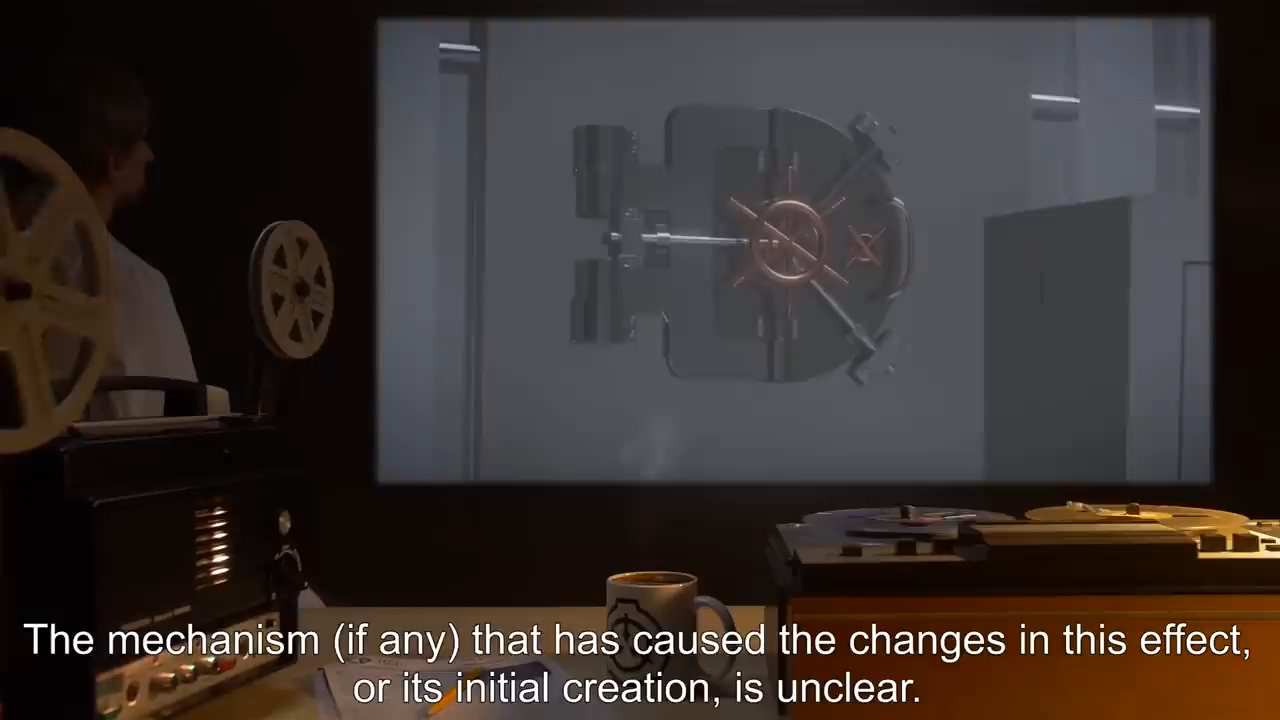 The mechanism (if any) that has caused the changes in this effect,
or its initial creation, is unclear.